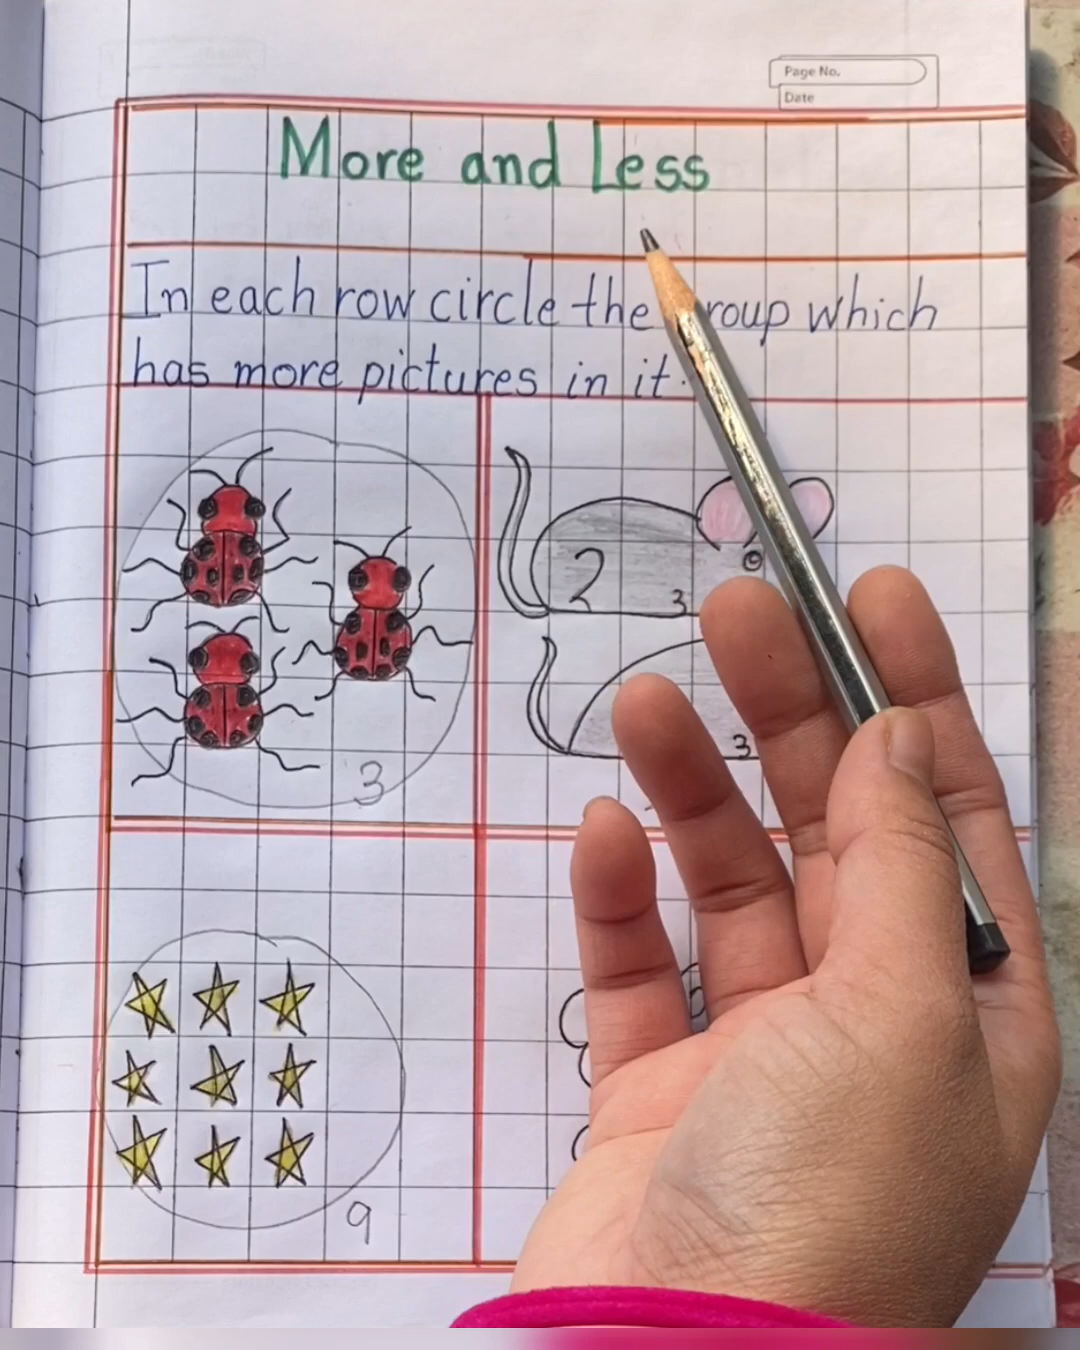 Page No.
Date
More and Less
In each row circle the roup which
has more pictures in it.
2
3
3
3
9